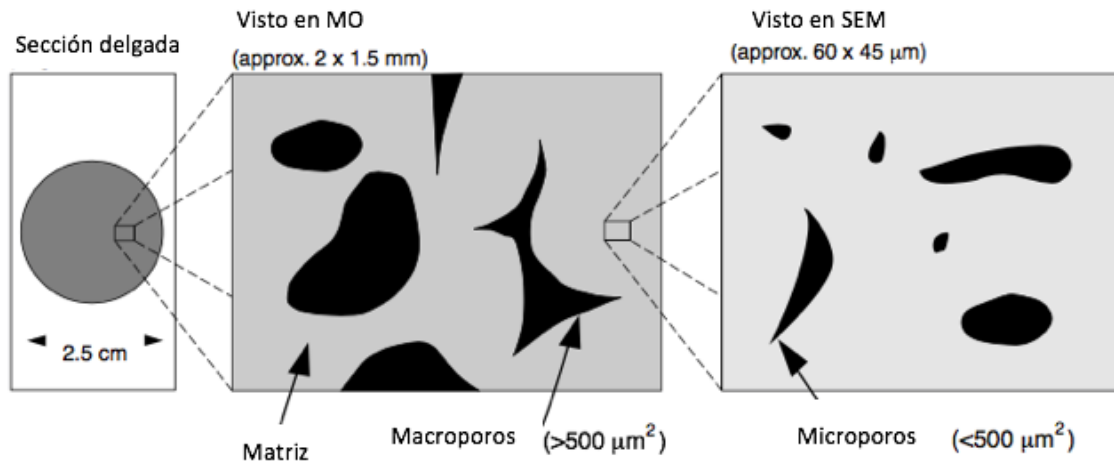 Sección delgada
Visto en MO
(approx. 2 x 1.5 mm)
Visto en SEM
(approx. 60 x 45 μm)
2.5 cm
Matriz
Macroporos (>500 μm²)
Microporos (<500 μm²)